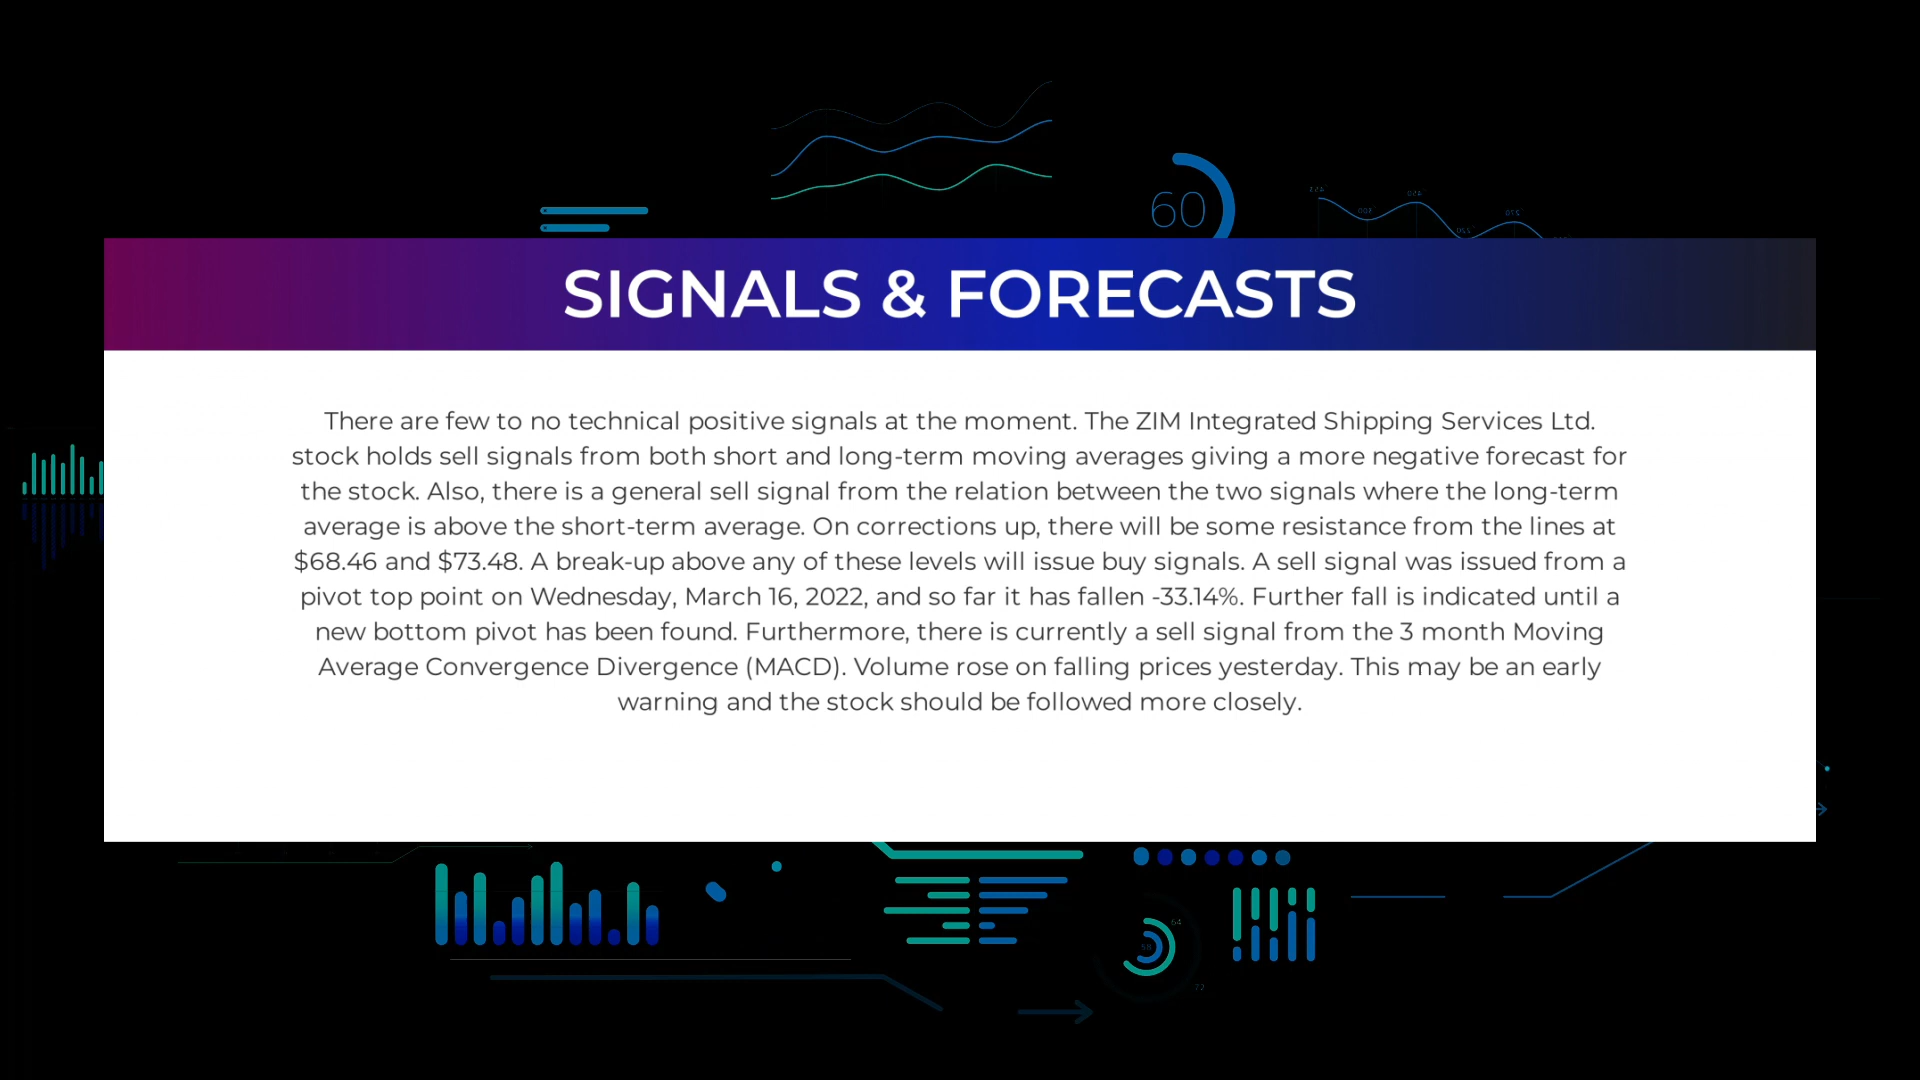 60
SIGNALS & FORECASTS
There are few to no technical positive signals at the moment. The ZIM Integrated Shipping Services Ltd.
stock holds sell signals from both short and long-term moving averages giving a more negative forecast for
the stock. Also, there is a general sell signal from the relation between the two signals where the long-term
average is above the short-term average. On corrections up, there will be some resistance from the lines at
$68.46 and $73.48. A break-up above any of these levels will issue buy signals. A sell signal was issued from a
pivot top point on Wednesday, March 16, 2022, and so far it has fallen -33.14%. Further fall is indicated until a
new bottom pivot has been found. Furthermore, there is currently a sell signal from the 3 month Moving
Average Convergence Divergence (MACD). Volume rose on falling prices yesterday. This may be an early
warning and the stock should be followed more closely.
64
72